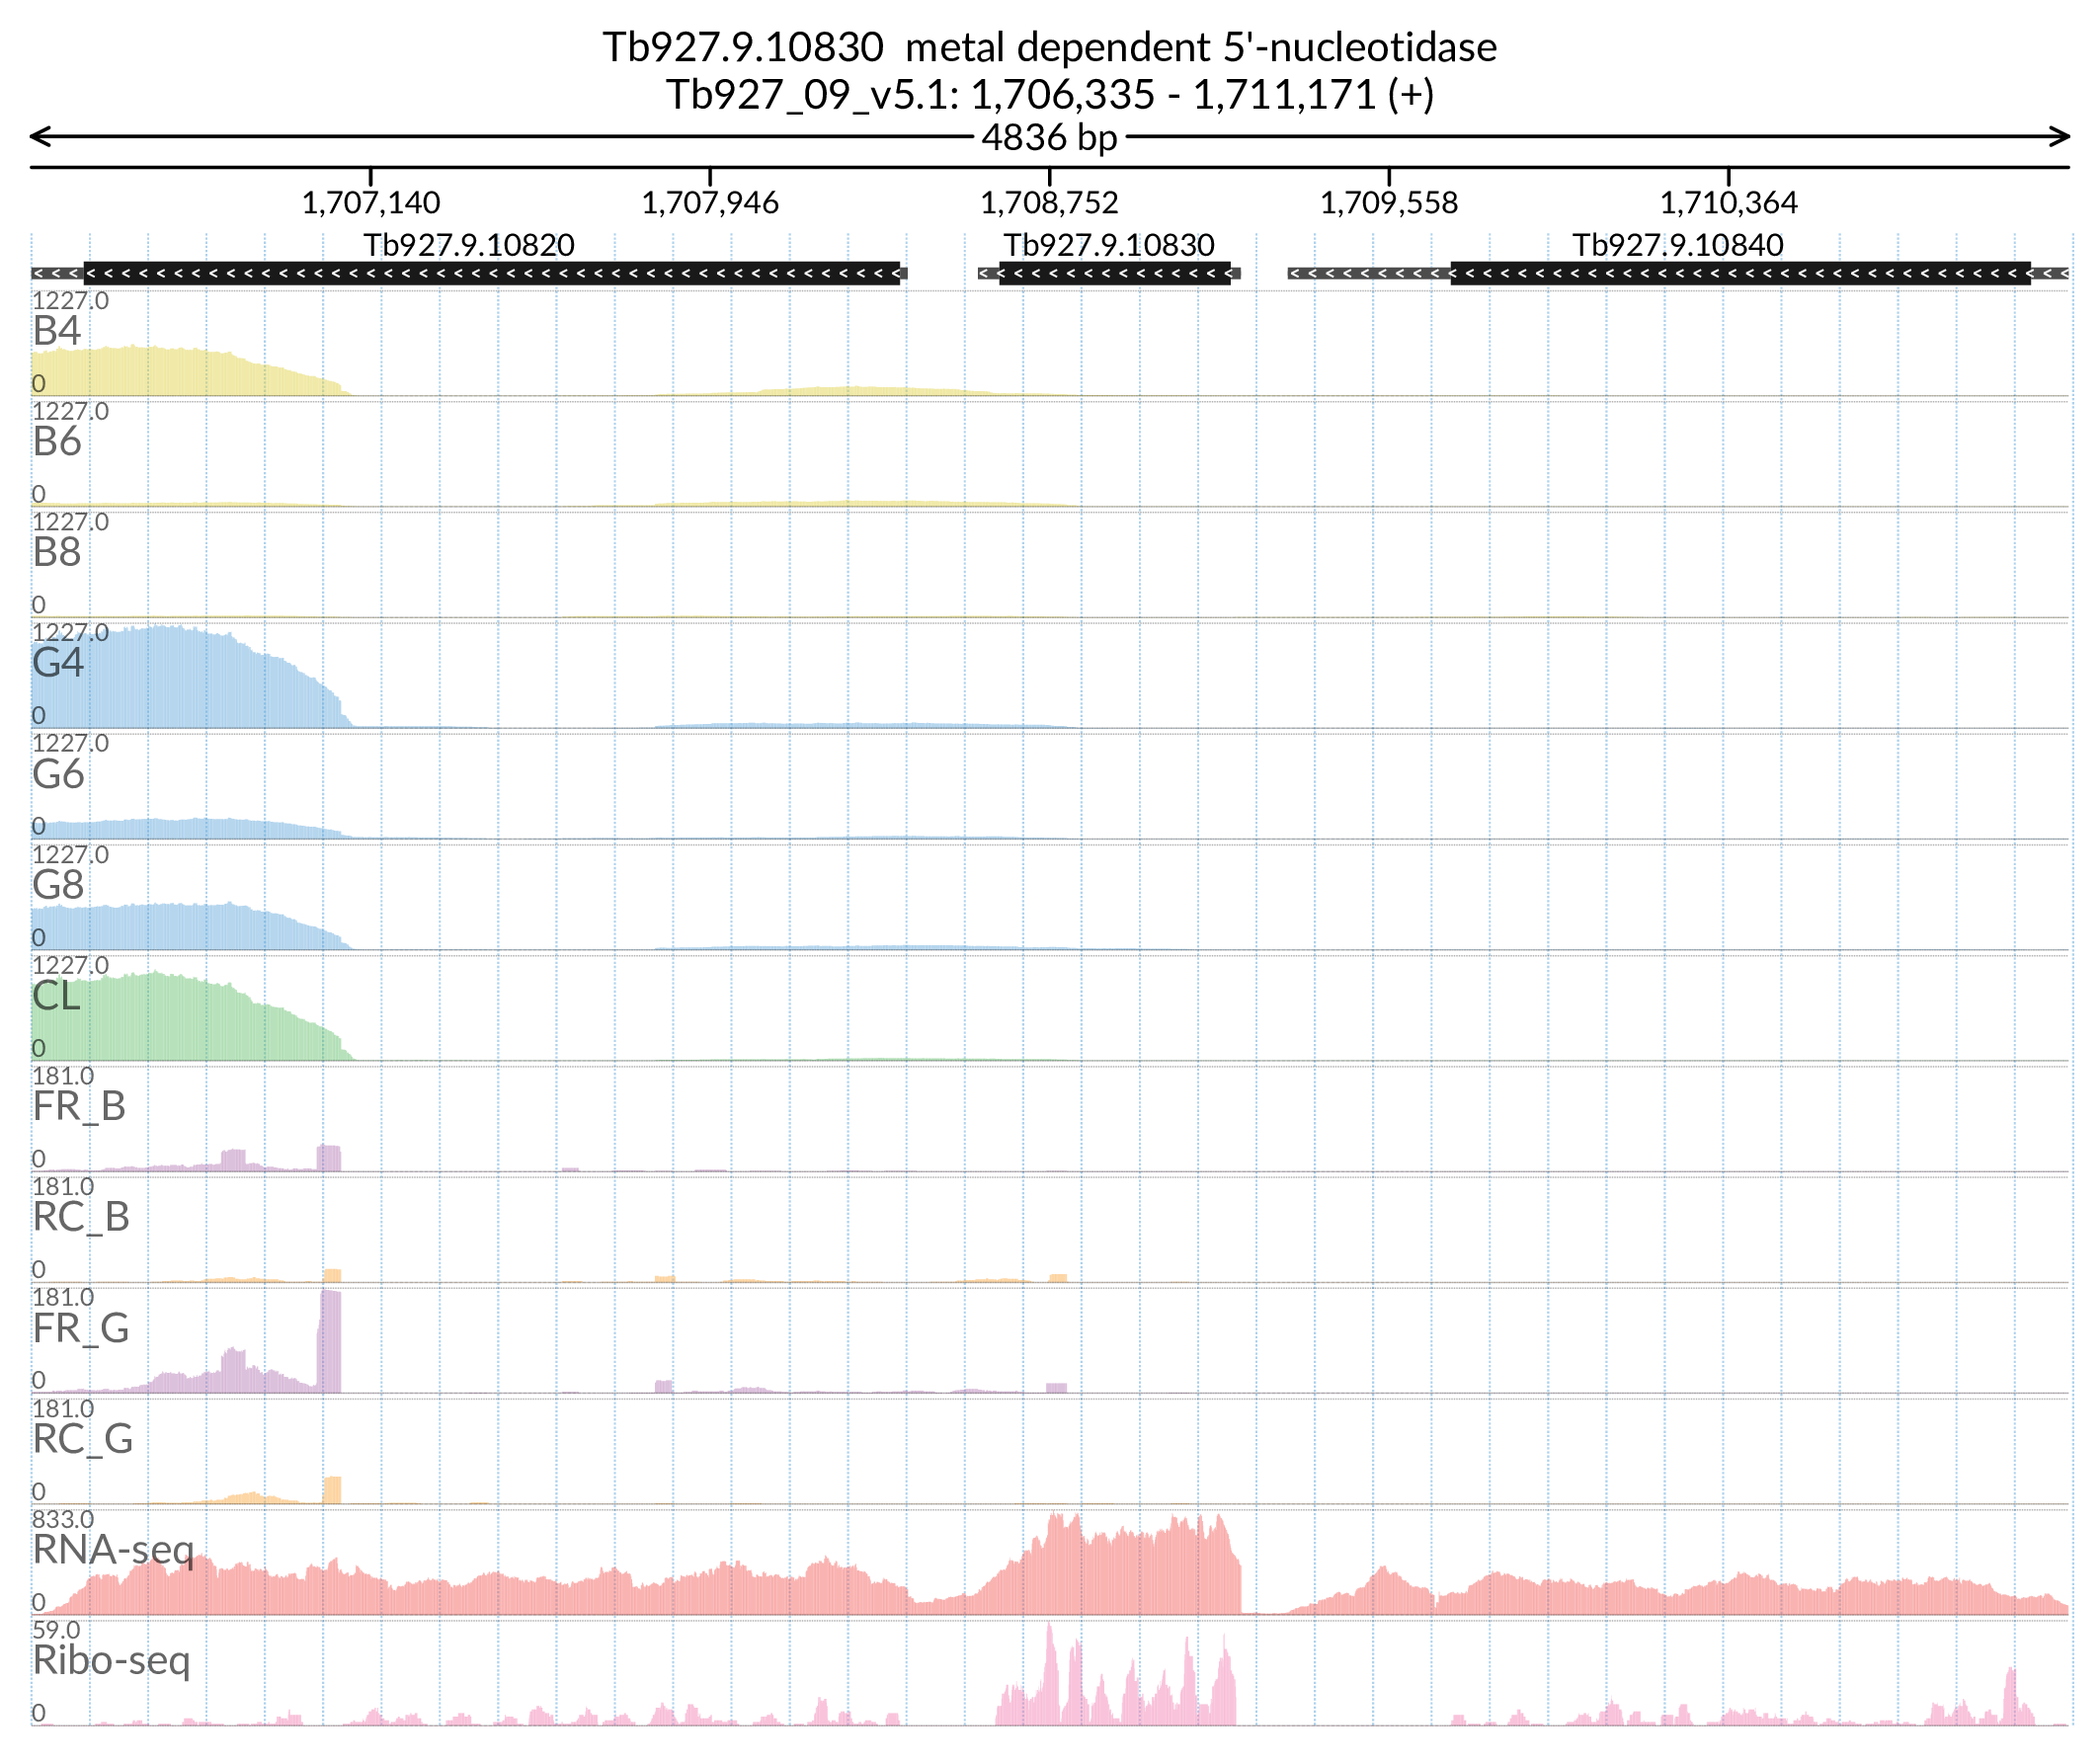 Tb927.9.10830  metal dependent 5'-nucleotidase
Tb927_09_v5.1: 1,706,335 - 1,711,171 (+)
4836 bp
1,707,140 1,707,946 1,708,752 1,709,558 1,710,364
Tb927.9.10820 Tb927.9.10830 Tb927.9.10840
1227.0
B4
0
1227.0
B6
0
1227.0
B8
0
1227.0
G4
0
1227.0
G6
0
1227.0
G8
0
1227.0
CL
0
181.0
FR_B
0
181.0
RC_B
0
181.0
FR_G
0
181.0
RC_G
0
833.0
RNA-seq
0
59.0
Ribo-seq
0